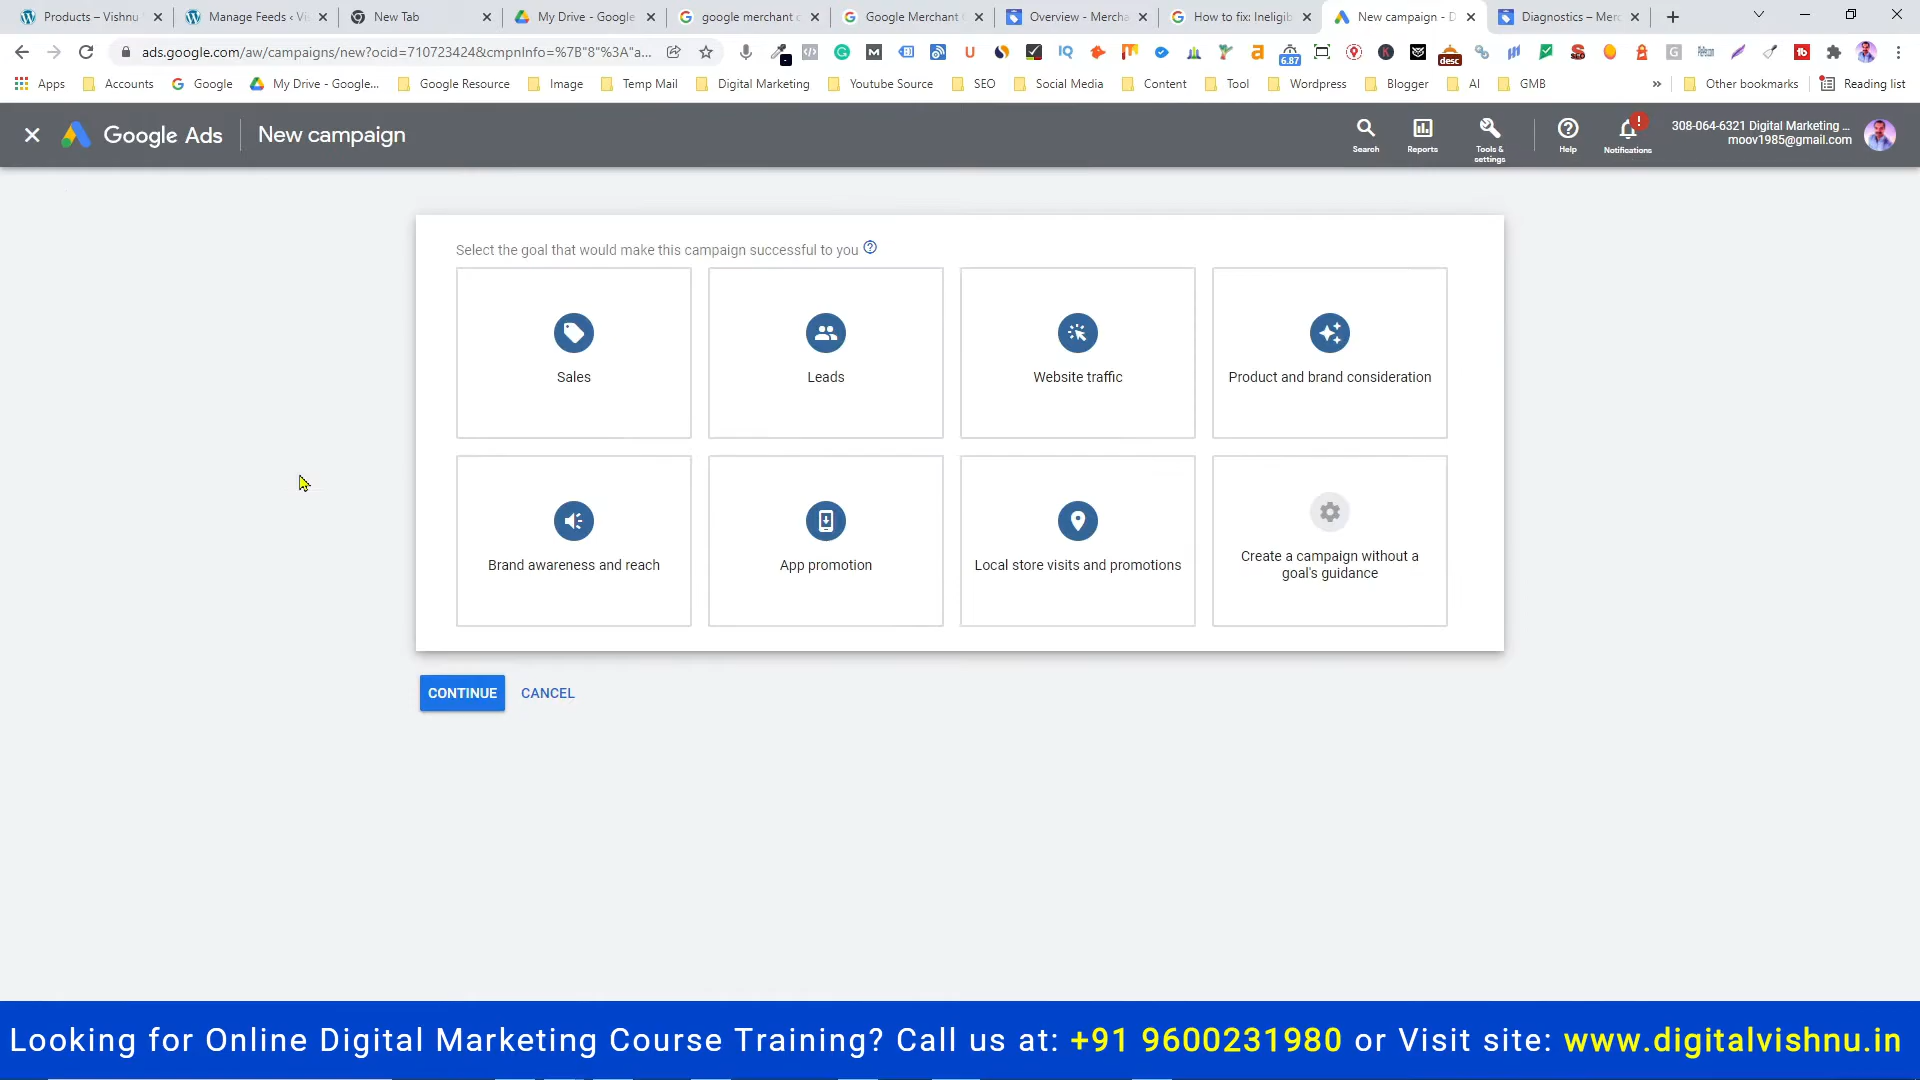 Products – Vishnu
Manage Feeds ‹ Vi
New Tab
My Drive - Google
google merchant c
Google Merchant
Overview - Mercha
How to fix: Ineligib
New campaign - D
Diagnostics – Merc
ads.google.com/aw/campaigns/new?ocid=710723424&cmpnInfo=%7B"8"%3A"a...
6.87
desc
Apps
Accounts
Google
My Drive - Google...
Google Resource
Image
Temp Mail
Digital Marketing
Youtube Source
SEO
Social Media
Content
Tool
Wordpress
Blogger
AI
GMB
Other bookmarks
Reading list
Google Ads
New campaign
Search
Reports
Tools &
settings
Help
Notifications
308-064-6321 Digital Marketing ...
moov1985@gmail.com
Select the goal that would make this campaign successful to you
Sales
Leads
Website traffic
Product and brand consideration
Brand awareness and reach
App promotion
Local store visits and promotions
Create a campaign without a
goal's guidance
CONTINUE
CANCEL
Looking for Online Digital Marketing Course Training? Call us at: +91 9600231980 or Visit site: www.digitalvishnu.in